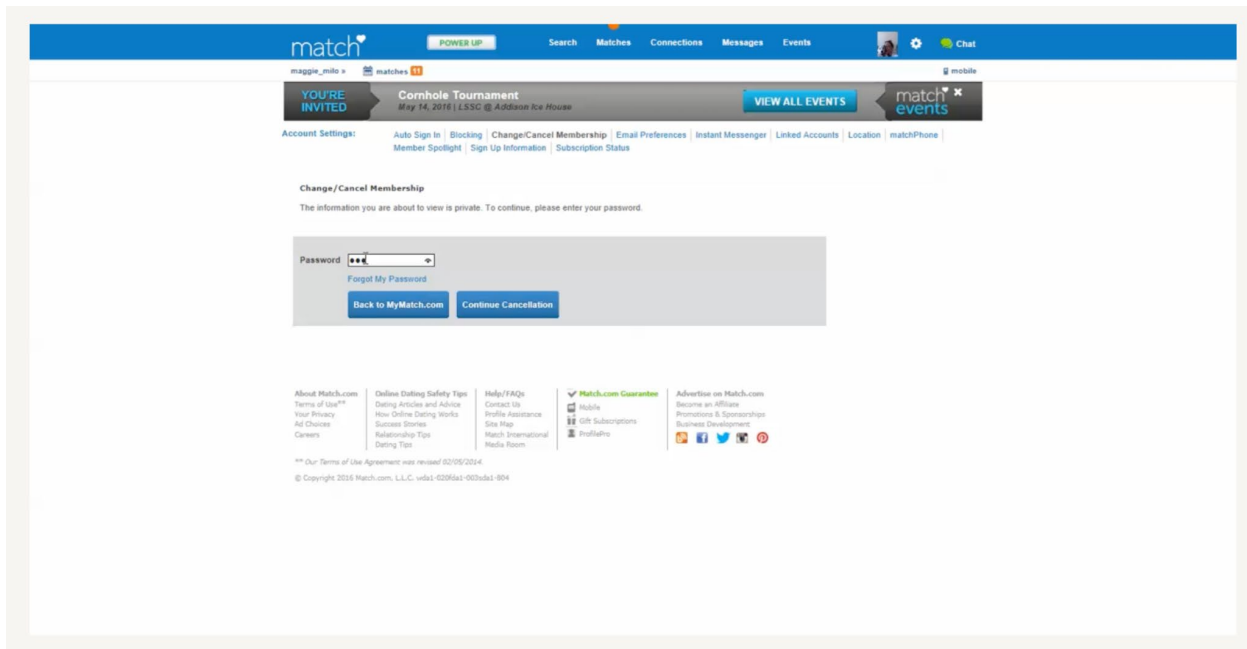 match
POWER UP
Search Matches Connections Messages Events
Chat
maggie_milo »
matches 11
mobile
YOU'RE INVITED
Cornhole Tournament
May 14, 2016 | LSSC @ Addison Ice House
VIEW ALL EVENTS
match events
Account Settings:
Auto Sign In | Blocking | Change/Cancel Membership | Email Preferences | Instant Messenger | Linked Accounts | Location | matchPhone
Member Spotlight | Sign Up Information | Subscription Status
Change/Cancel Membership
The information you are about to view is private. To continue, please enter your password.
Password
Forgot My Password
Back to MyMatch.com
Continue Cancellation
About Match.com
Terms of Use**
Your Privacy
Ad Choices
Careers
Online Dating Safety Tips
Dating Articles and Advice
How Online Dating Works
Success Stories
Relationship Tips
Dating Tips
Help/FAQs
Contact Us
Profile Assistance
Site Map
Match International
Media Room
Match.com Guarantee
Mobile
Gift Subscriptions
ProfilePro
Advertise on Match.com
Become an Affiliate
Promotions & Sponsorships
Business Development
** Our Terms of Use Agreement was revised 02/05/2014.
© Copyright 2016 Match.com, L.L.C.